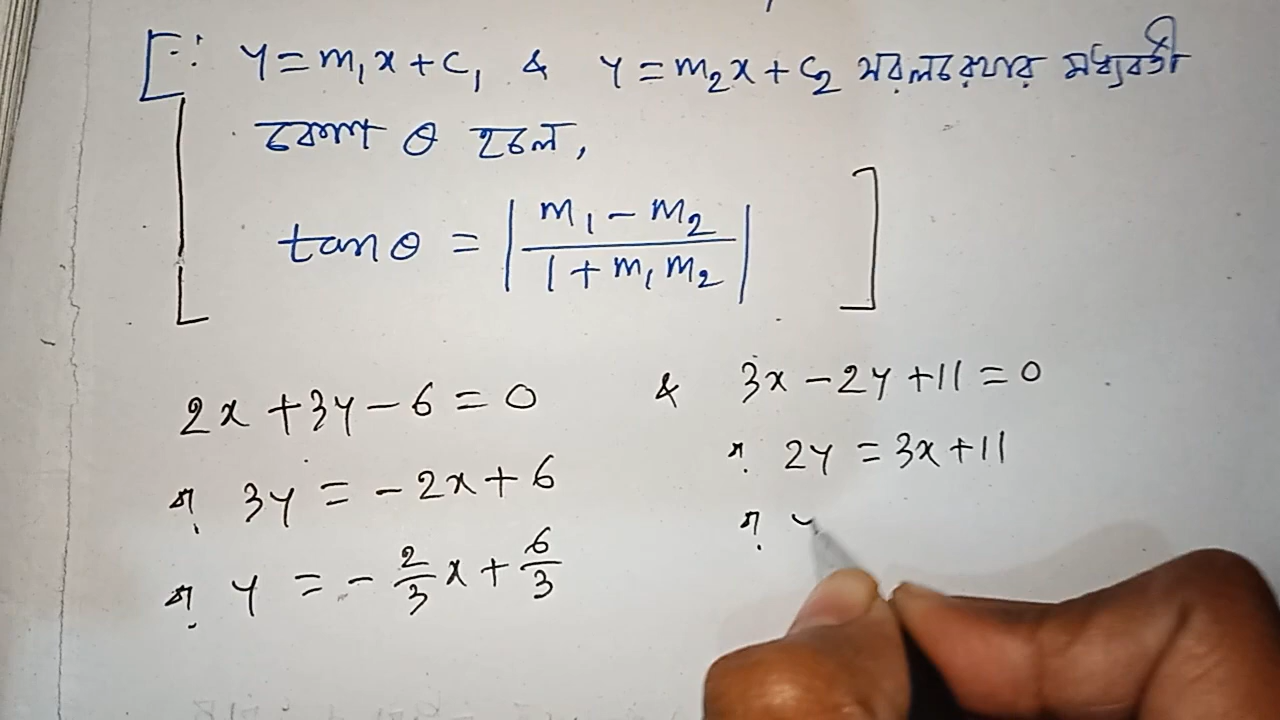 [∵ y = m₁x + c₁ & y = m₂x + c₂ সরলরেখার মধ্যবর্তী
কোণ θ হলে,
tanθ = |(m₁ - m₂)/(1 + m₁m₂)| ]
2x + 3y - 6 = 0 & 3x - 2y + 11 = 0
বা, 3y = -2x + 6 বা, 2y = 3x + 11
বা, y = -2/3 x + 6/3 বা, y